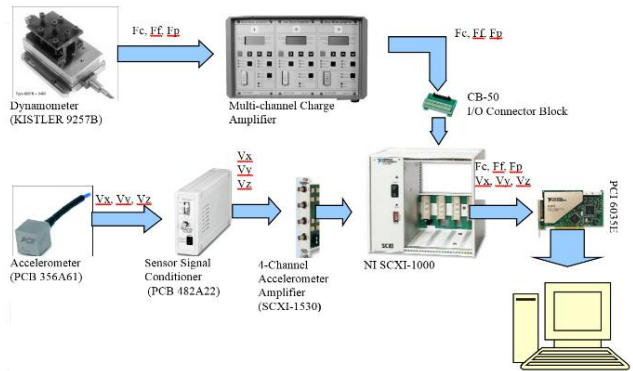 Fc, Ff, Fp
Fc, Ff, Fp
Dynamometer
(KISTLER 9257B)
Multi-channel Charge
Amplifier
CB-50
I/O Connector Block
Vx
Vy
Vz
Fc, Ff, Fp
Vx, Vy, Vz
Vx, Vy, Vz
PCI 6035E
SCXI
Accelerometer
(PCB 356A61)
Sensor Signal
Conditioner
(PCB 482A22)
4-Channel
Accelerometer
Amplifier
(SCXI-1530)
NI SCXI-1000